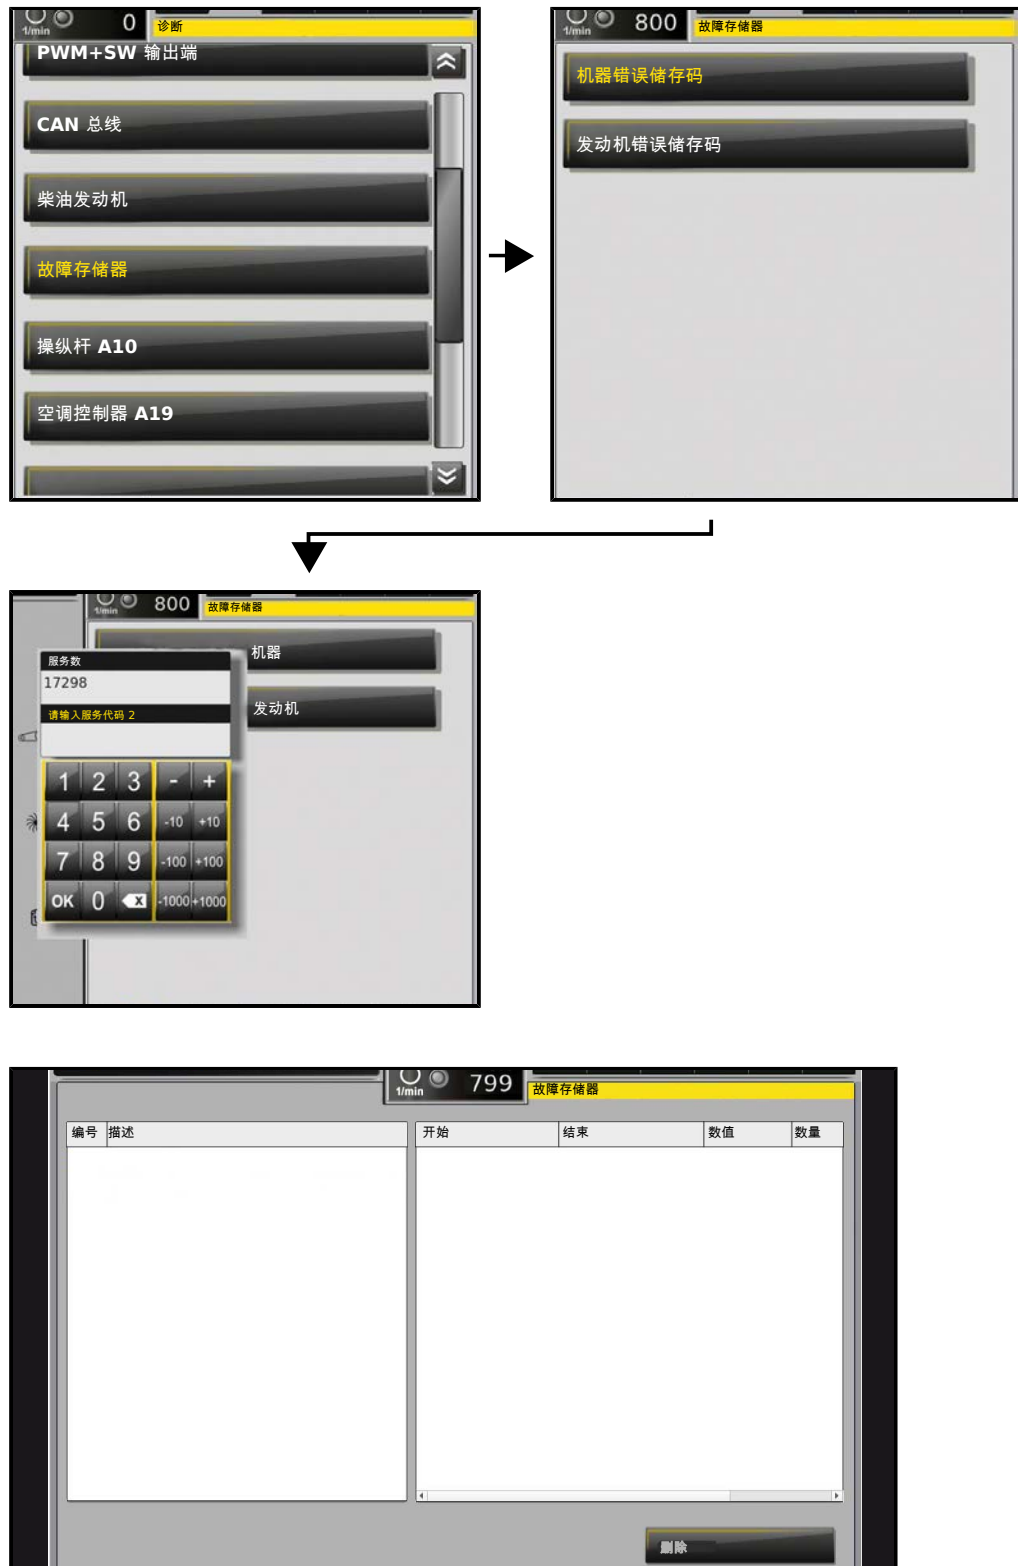 1/min 0 诊断
PWM+SW 输出端
CAN 总线
柴油发动机
故障存储器
操纵杆 A10
空调控制器 A19
1/min 800 故障存储器
机器错误储存码
发动机错误储存码
1/min 800 故障存储器
机器
发动机
服务数
17298
请输入服务代码 2
1 2 3 - +
4 5 6 -10 +10
7 8 9 -100 +100
OK 0 X -1000 +1000
1/min 799 故障存储器
编号 描述 开始 结束 数值 数量
删除